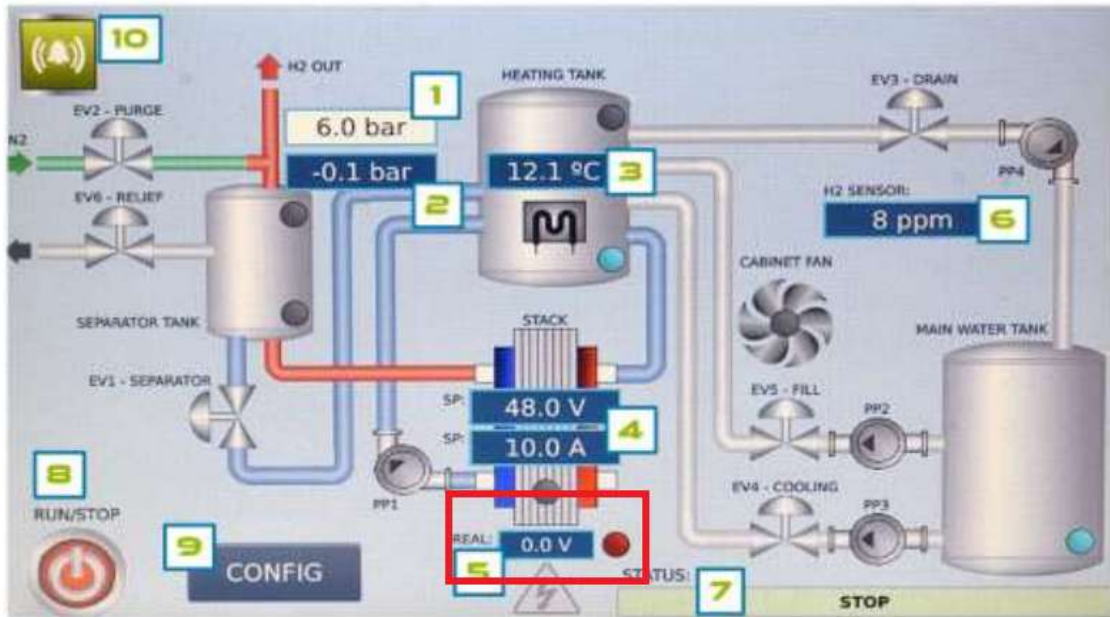 10
H2 OUT
EV2 - PURGE
N2
1
6.0 bar
-0.1 bar
2
HEATING TANK
12.1 ºC
3
EV3 - DRAIN
PP4
H2 SENSOR:
8 ppm
6
EV6 - RELIEF
SEPARATOR TANK
CABINET FAN
STACK
MAIN WATER TANK
EV1 - SEPARATOR
SP:
48.0 V
SP:
10.0 A
4
EV5 - FILL
PP2
EV4 - COOLING
PP3
PP1
8
RUN/STOP
9
CONFIG
REAL:
0.0 V
5
STATUS:
7
STOP